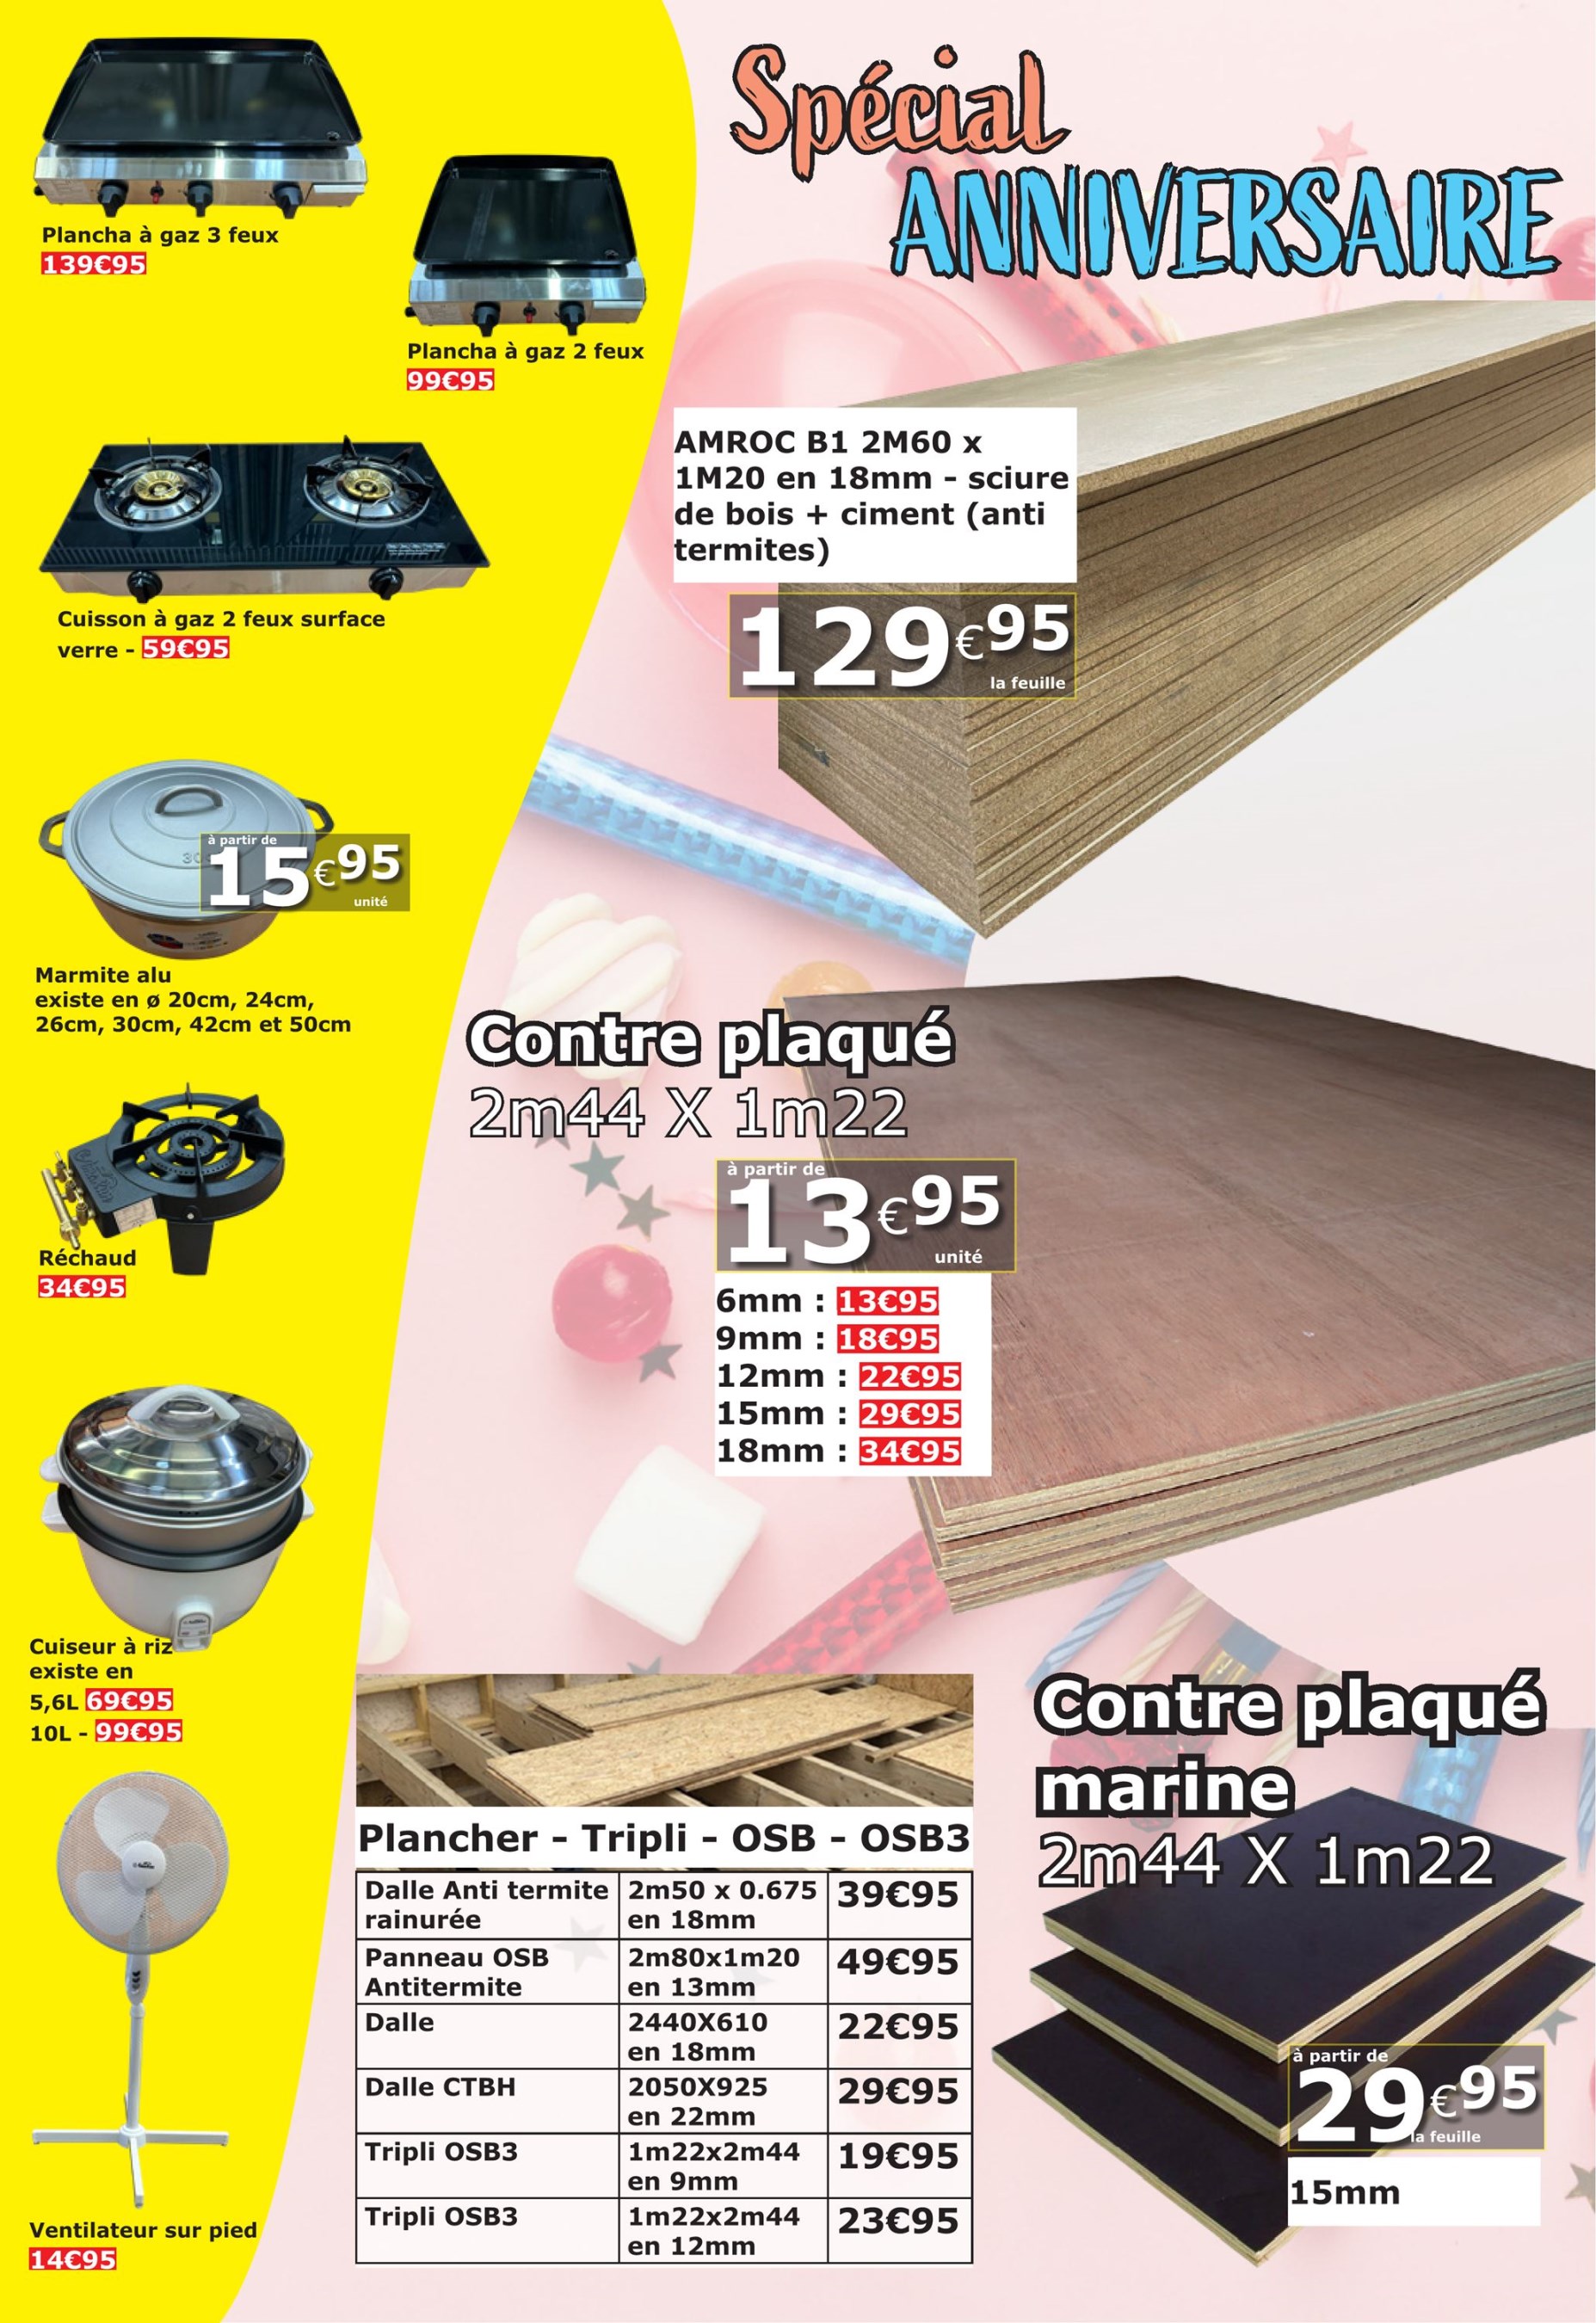 Spécial
ANNIVERSAIRE
Plancha à gaz 3 feux
139€95
Plancha à gaz 2 feux
99€95
Cuisson à gaz 2 feux surface
verre - 59€95
à partir de
15€95
unité
Marmite alu
existe en ø 20cm, 24cm,
26cm, 30cm, 42cm et 50cm
Réchaud
34€95
Cuiseur à riz
existe en
5,6L 69€95
10L - 99€95
Ventilateur sur pied
14€95
AMROC B1 2M60 x
1M20 en 18mm - sciure
de bois + ciment (anti
termites)
129€95
la feuille
Contre plaqué
2m44 X 1m22
à partir de
13€95
unité
6mm : 13€95
9mm : 18€95
12mm : 22€95
15mm : 29€95
18mm : 34€95
Plancher - Tripli - OSB - OSB3
Dalle Anti termite 2m50 x 0.675 39€95
rainurée en 18mm
Panneau OSB 2m80x1m20 49€95
Antitermite en 13mm
Dalle 2440X610 22€95
en 18mm
Dalle CTBH 2050X925 29€95
en 22mm
Tripli OSB3 1m22x2m44 19€95
en 9mm
Tripli OSB3 1m22x2m44 23€95
en 12mm
Contre plaqué
marine
2m44 X 1m22
à partir de
29€95
la feuille
15mm